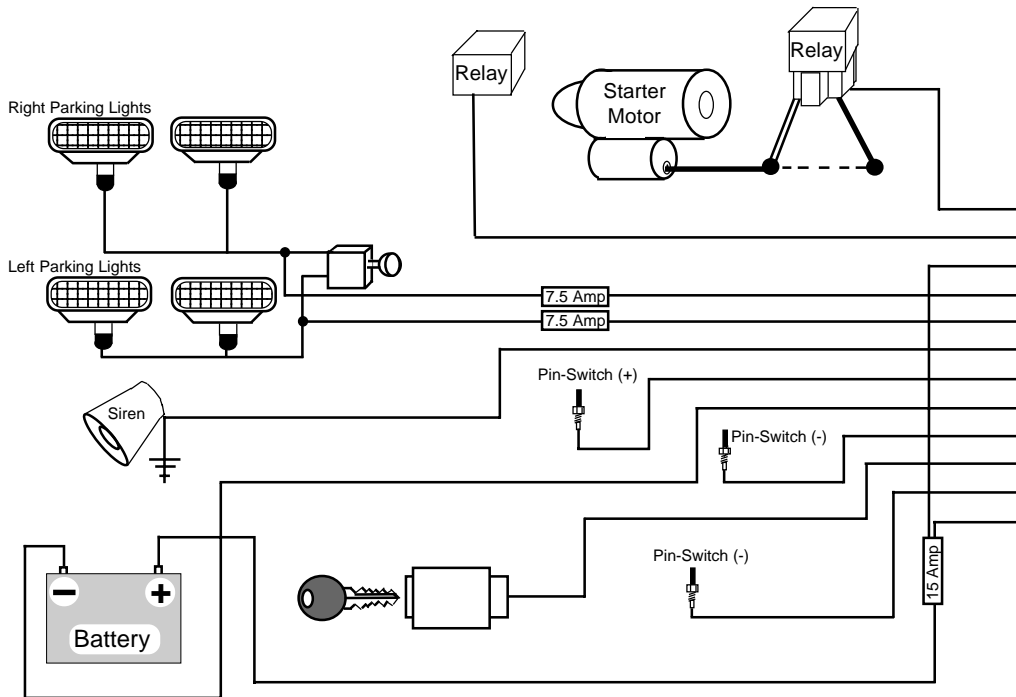 Relay
Relay
Starter
Motor
Right Parking Lights
Left Parking Lights
7.5 Amp
7.5 Amp
Pin-Switch (+)
Siren
Pin-Switch (-)
Pin-Switch (-)
15 Amp
− +
Battery